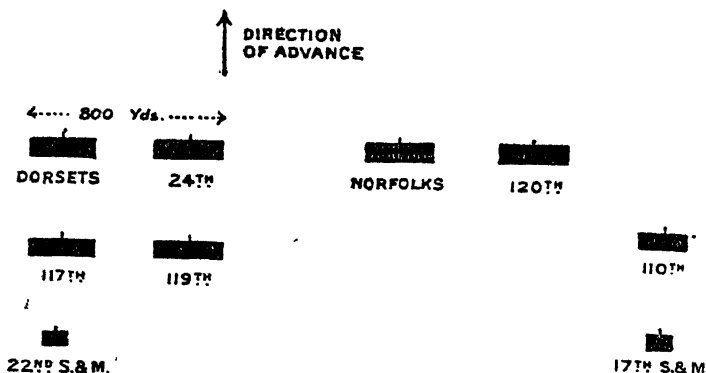 DIRECTION
OF ADVANCE
800 Yds.
DORSETS
24TH
NORFOLKS
120TH
117TH
119TH
110TH
22ND S.& M.
17TH S.& M